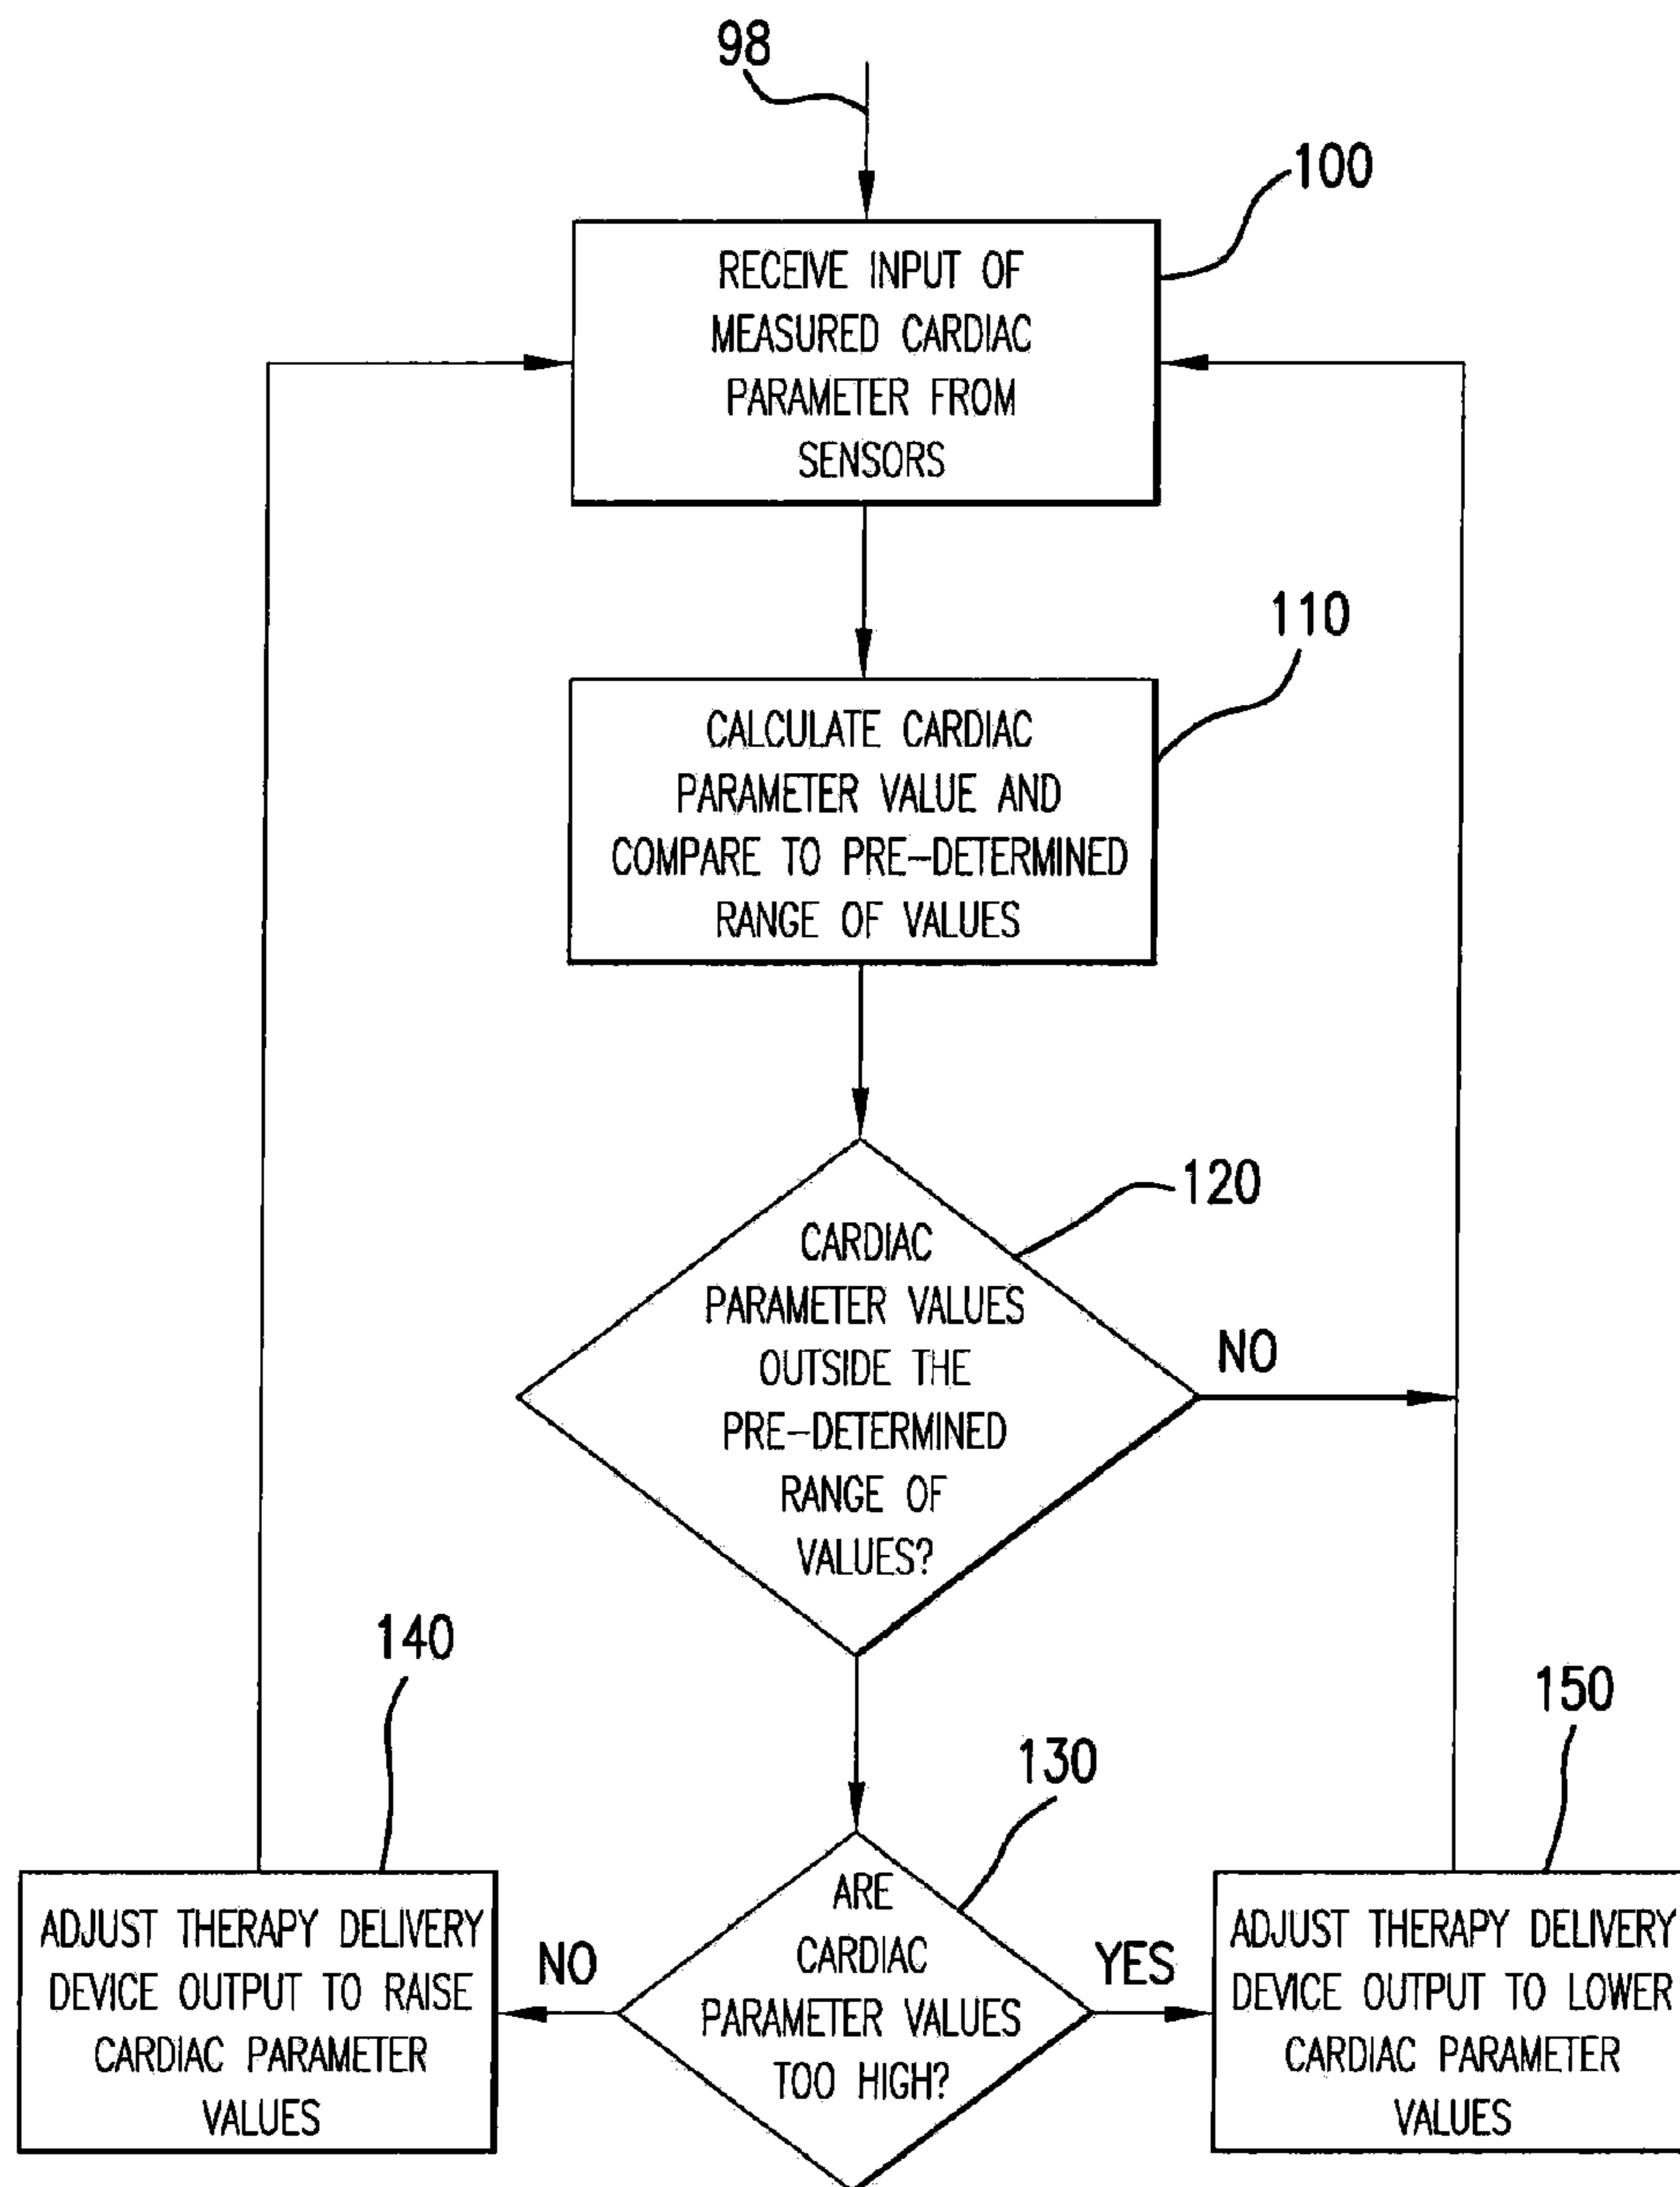 98
100
RECEIVE INPUT OF
MEASURED CARDIAC
PARAMETER FROM
SENSORS
110
CALCULATE CARDIAC
PARAMETER VALUE AND
COMPARE TO PRE-DETERMINED
RANGE OF VALUES
120
CARDIAC
PARAMETER VALUES
OUTSIDE THE
PRE-DETERMINED
RANGE OF
VALUES?
NO
140
150
130
ADJUST THERAPY DELIVERY
DEVICE OUTPUT TO RAISE
CARDIAC PARAMETER
VALUES
NO
ARE
CARDIAC
PARAMETER VALUES
TOO HIGH?
YES
ADJUST THERAPY DELIVERY
DEVICE OUTPUT TO LOWER
CARDIAC PARAMETER
VALUES